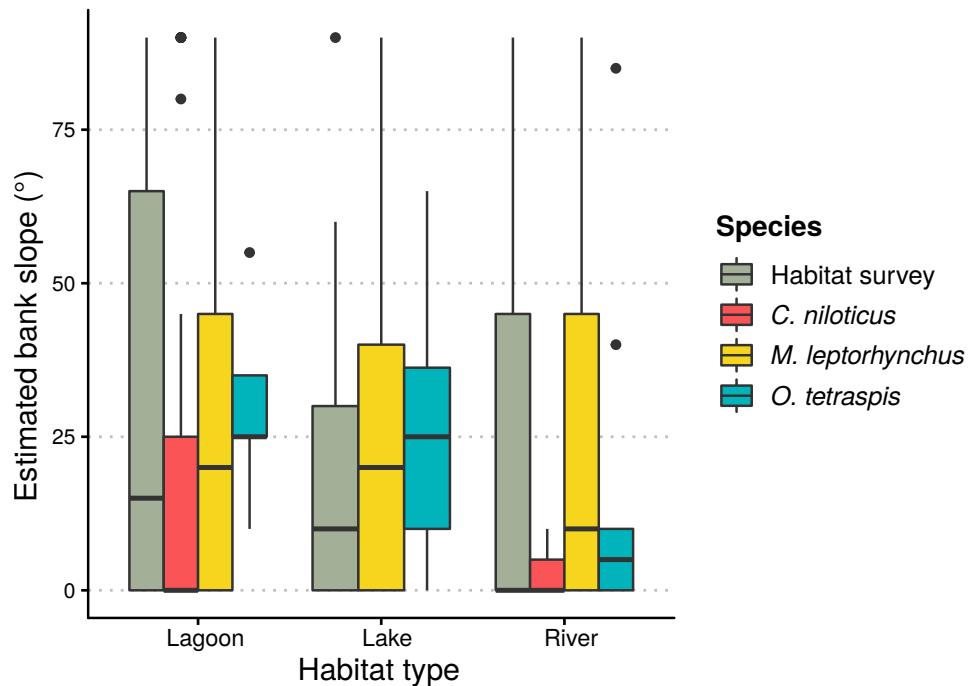 Estimated bank slope (°)
75
50
25
0
Lagoon
Lake
River
Habitat type
Species
Habitat survey
C. niloticus
M. leptorhynchus
O. tetraspis